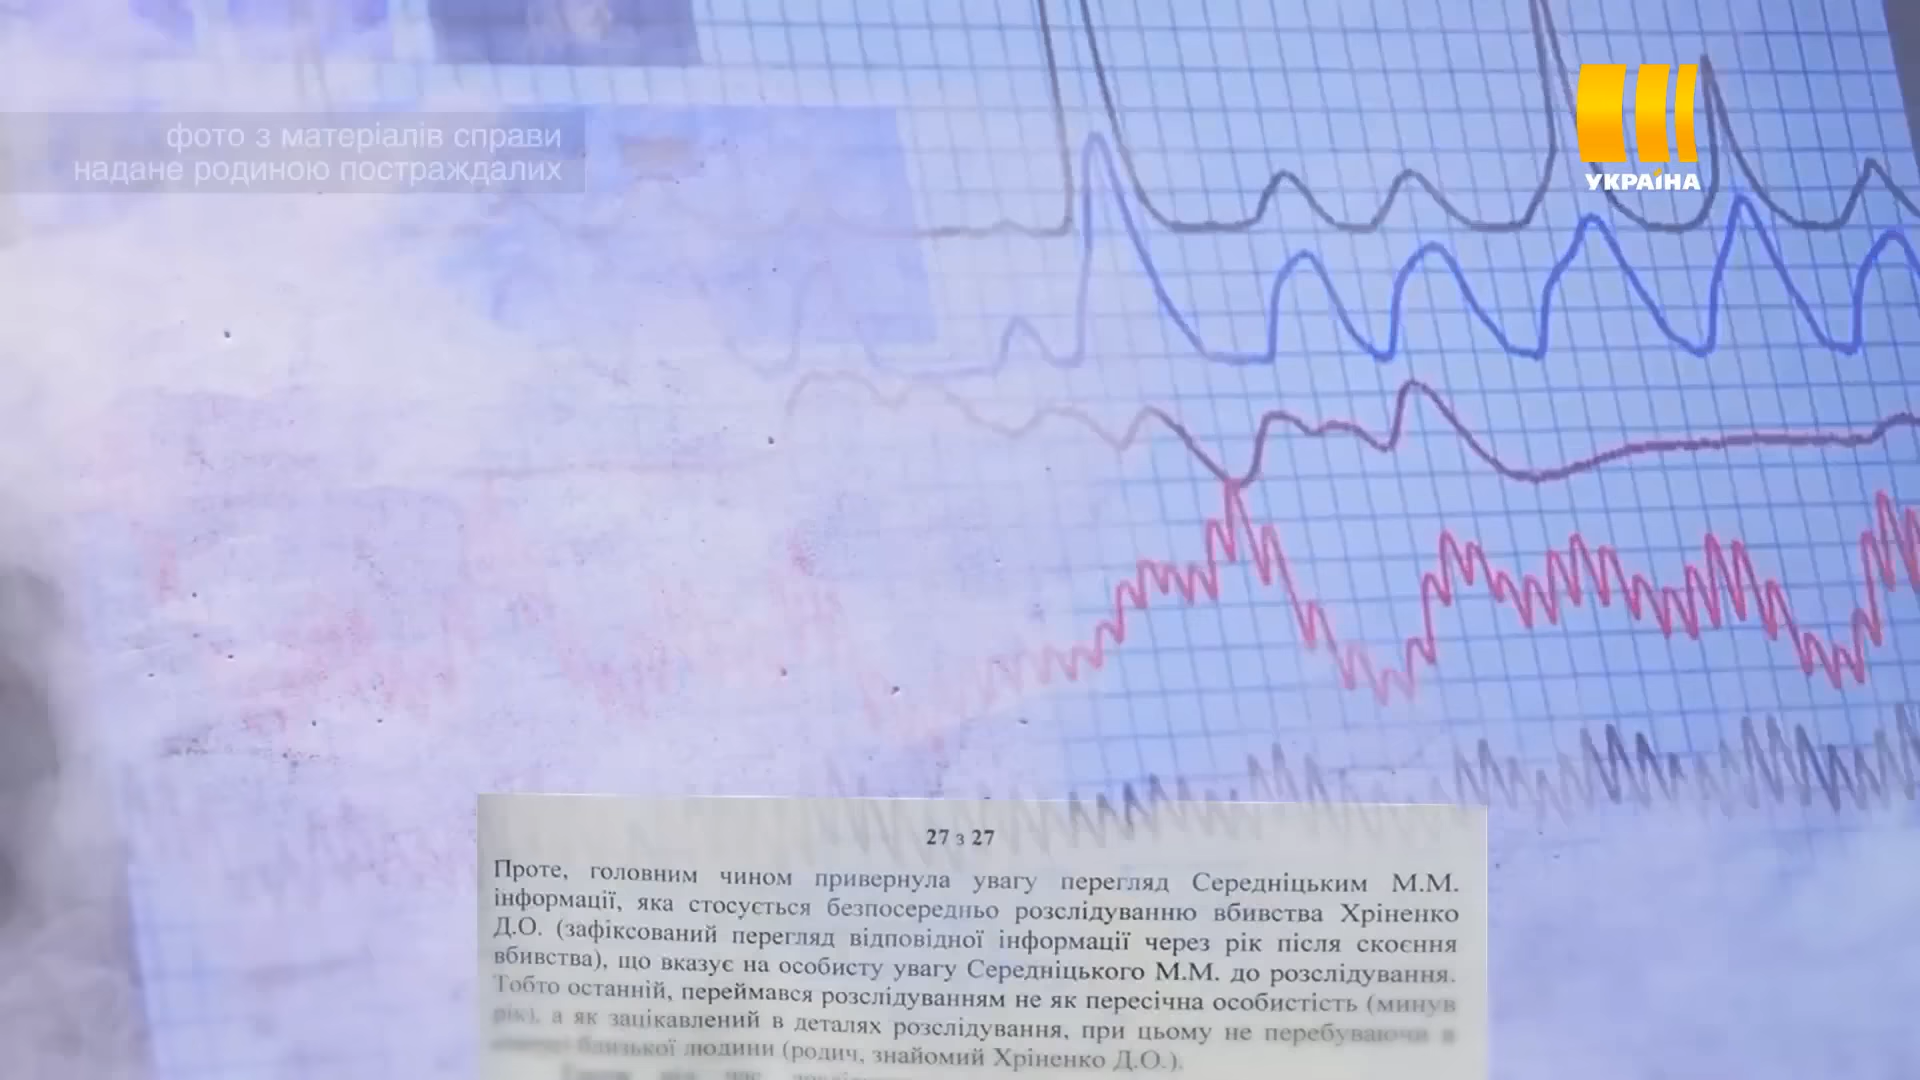 фото з матеріалів справи
надане родиною постраждалих
УКРАЇНА
27 з 27
Проте, головним чином привернула увагу перегляд Середніцьким М.М.
інформації, яка стосується безпосередньо розслідуванню вбивства Хріненко
Д.О. (зафіксований перегляд відповідної інформації через рік після скоєння
вбивства), що вказує на особисту увагу Середніцького М.М. до розслідування.
Тобто останній, переймався розслідуванням не як пересічна особистість (минув
рік), а як зацікавлений в деталях розслідування, при цьому не перебуваючи в
близької людини (родич, знайомий Хріненко Д.О.).